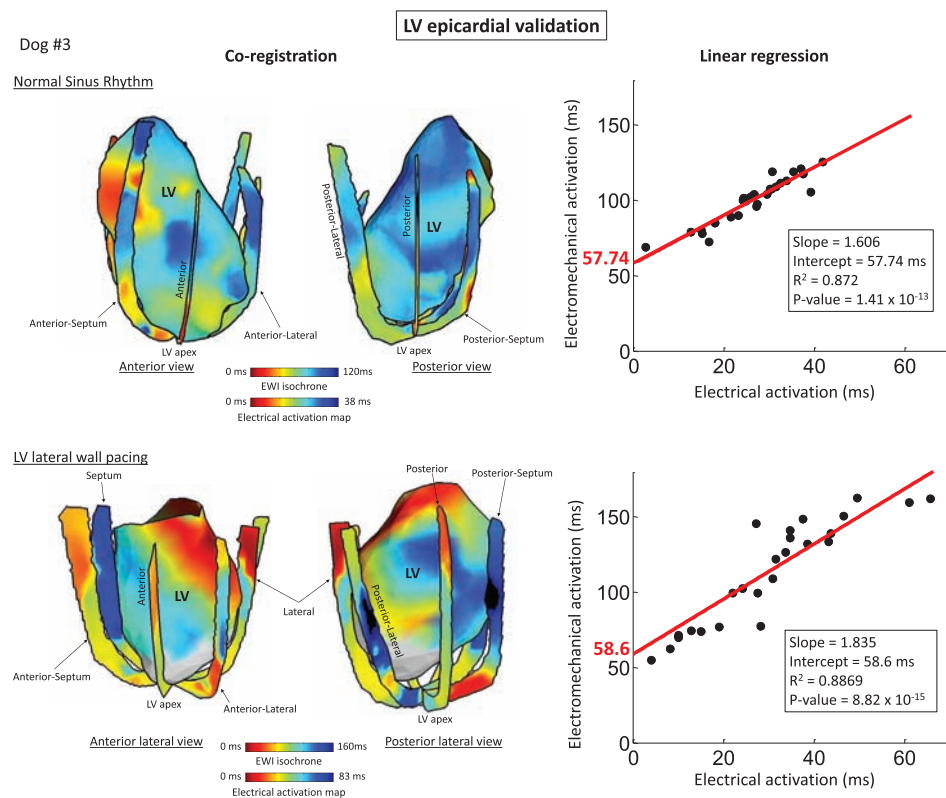 LV epicardial validation
Dog #3
Co-registration
Linear regression
Normal Sinus Rhythm
LV
Anterior
Anterior-Septum
Anterior-Lateral
LV apex
Anterior view
Posterior-Lateral
Posterior
LV
Posterior-Septum
LV apex
Posterior view
0 ms 120ms
EWI isochrone
0 ms 38 ms
Electrical activation map
Electromechanical activation (ms)
150
100
57.74
50
0
0 20 40 60
Electrical activation (ms)
Slope = 1.606
Intercept = 57.74 ms
R² = 0.872
P-value = 1.41 x 10⁻¹³
LV lateral wall pacing
Septum
Anterior
LV
Lateral
Anterior-Septum
LV apex
Anterior-Lateral
Anterior lateral view
Posterior
Posterior-Septum
LV
Posterior-Lateral
LV apex
Posterior lateral view
0 ms 160ms
EWI isochrone
0 ms 83 ms
Electrical activation map
Electromechanical activation (ms)
150
100
58.6
50
0
0 20 40 60
Electrical activation (ms)
Slope = 1.835
Intercept = 58.6 ms
R² = 0.8869
P-value = 8.82 x 10⁻¹⁵